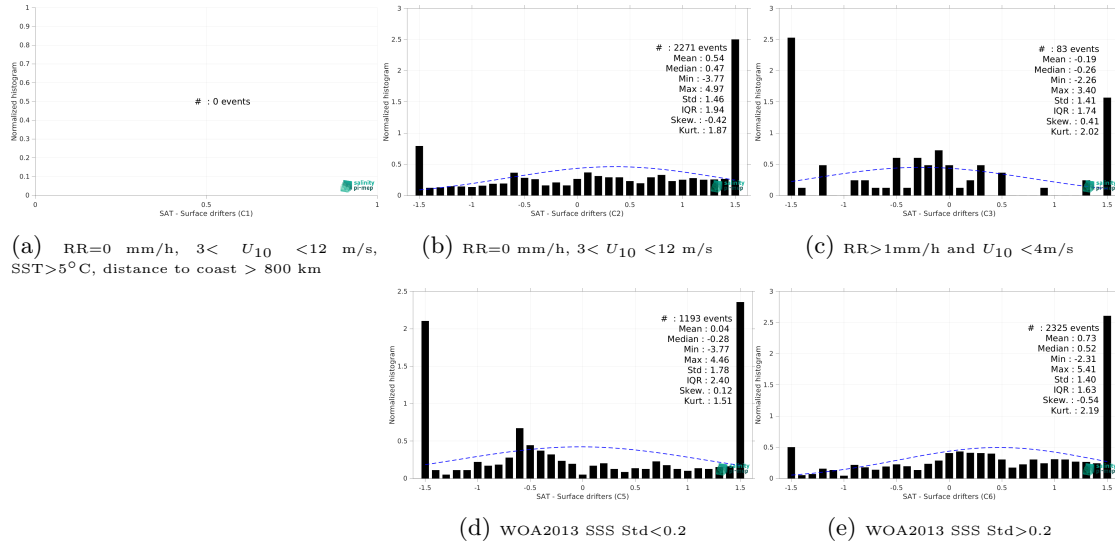 Normalized histogram
1
0.9
0.8
0.7
0.6
0.5
0.4
0.3
0.2
0.1
0
# : 0 events
salinity
pi-mep
0 0.5 1
SAT - Surface drifters (C1)
(a) RR=0 mm/h, 3< U10 <12 m/s,
SST>5°C, distance to coast > 800 km
Normalized histogram
3
2.5
2
1.5
1
0.5
0
# : 2271 events
Mean : 0.54
Median : 0.47
Min : -3.77
Max : 4.97
Std : 1.46
IQR : 1.94
Skew. : -0.42
Kurt. : 1.87
salinity
pi-mep
-1.5 -1 -0.5 0 0.5 1 1.5
SAT - Surface drifters (C2)
(b) RR=0 mm/h, 3< U10 <12 m/s
Normalized histogram
3
2.5
2
1.5
1
0.5
0
# : 83 events
Mean : -0.19
Median : -0.26
Min : -2.26
Max : 3.40
Std : 1.41
IQR : 1.74
Skew. : 0.41
Kurt. : 2.02
salinity
pi-mep
-1.5 -1 -0.5 0 0.5 1 1.5
SAT - Surface drifters (C3)
(c) RR>1mm/h and U10 <4m/s
Normalized histogram
2.5
2
1.5
1
0.5
0
# : 1193 events
Mean : 0.04
Median : -0.28
Min : -3.77
Max : 4.46
Std : 1.78
IQR : 2.40
Skew. : 0.12
Kurt. : 1.51
salinity
pi-mep
-1.5 -1 -0.5 0 0.5 1 1.5
SAT - Surface drifters (C5)
(d) WOA2013 SSS Std<0.2
Normalized histogram
3
2.5
2
1.5
1
0.5
0
# : 2325 events
Mean : 0.73
Median : 0.52
Min : -2.31
Max : 5.41
Std : 1.40
IQR : 1.63
Skew. : -0.54
Kurt. : 2.19
salinity
pi-mep
-1.5 -1 -0.5 0 0.5 1 1.5
SAT - Surface drifters (C6)
(e) WOA2013 SSS Std>0.2